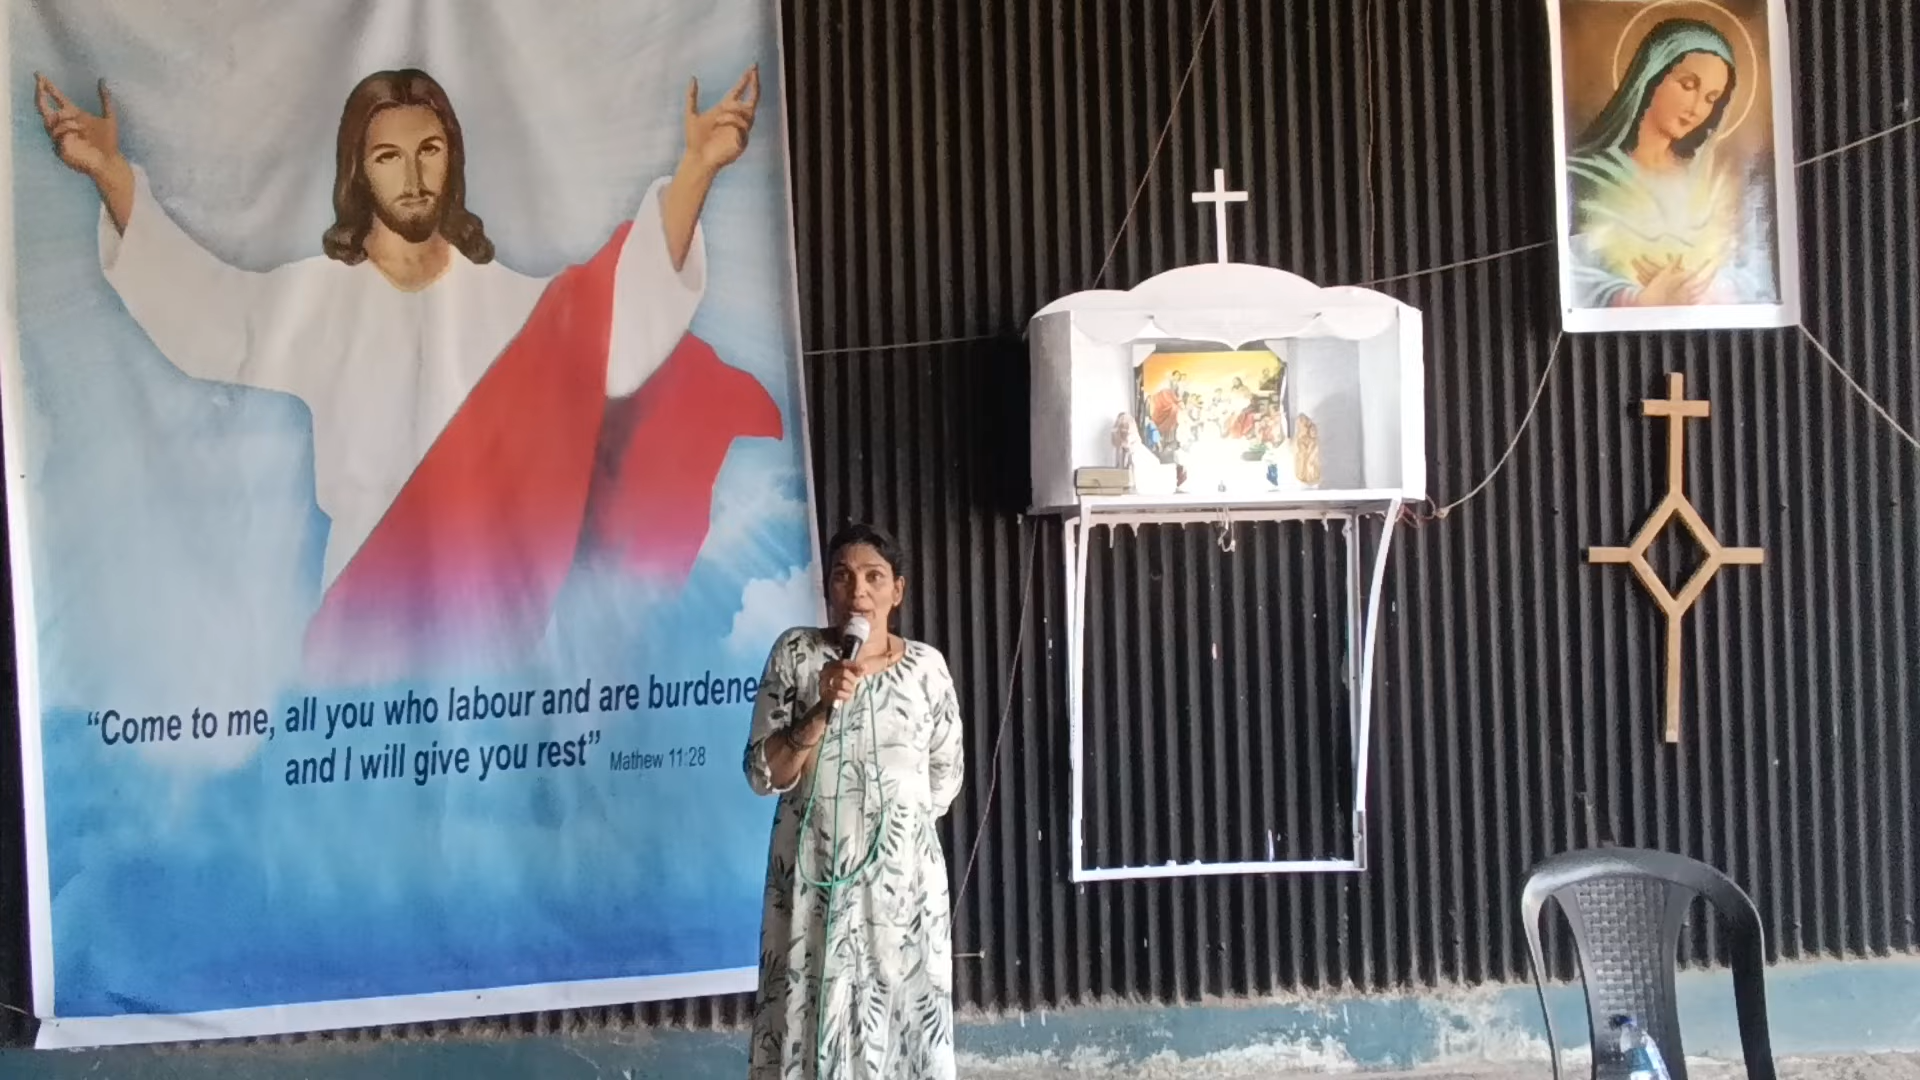 “Come to me, all you who labour and are burdene
and I will give you rest” Mathew 11:28